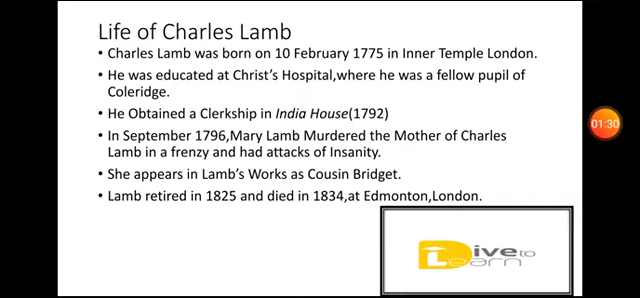 Life of Charles Lamb
• Charles Lamb was born on 10 February 1775 in Inner Temple London.
• He was educated at Christ's Hospital,where he was a fellow pupil of
Coleridge.
• He Obtained a Clerkship in India House(1792)
• In September 1796,Mary Lamb Murdered the Mother of Charles
Lamb in a frenzy and had attacks of Insanity.
• She appears in Lamb's Works as Cousin Bridget.
• Lamb retired in 1825 and died in 1834,at Edmonton,London.
01:30
Dive to
Learn